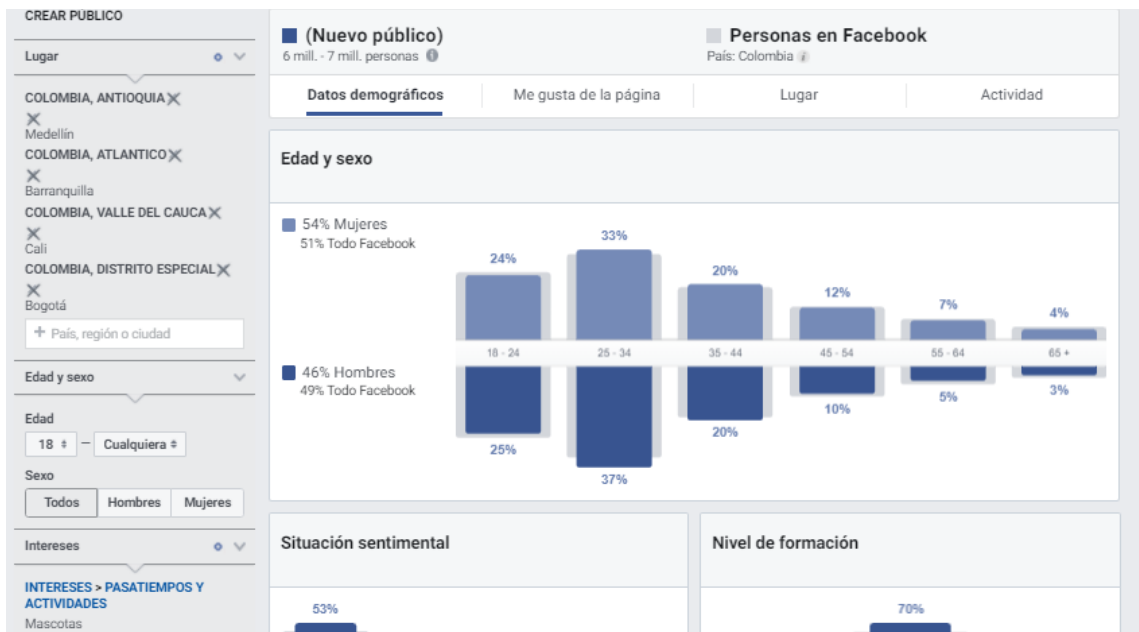 CREAR PÚBLICO
Lugar
COLOMBIA, ANTIOQUIA
Medellín
COLOMBIA, ATLANTICO
Barranquilla
COLOMBIA, VALLE DEL CAUCA
Cali
COLOMBIA, DISTRITO ESPECIAL
Bogotá
+ País, región o ciudad
Edad y sexo
Edad
18 – Cualquiera
Sexo
Todos Hombres Mujeres
Intereses
INTERESES > PASATIEMPOS Y
ACTIVIDADES
Mascotas
(Nuevo público)
6 mill. - 7 mill. personas
Personas en Facebook
País: Colombia
Datos demográficos Me gusta de la página Lugar Actividad
Edad y sexo
54% Mujeres
51% Todo Facebook
24% 33% 20% 12% 7% 4%
18 - 24 25 - 34 35 - 44 45 - 54 55 - 64 65 +
46% Hombres
49% Todo Facebook
25% 37% 20% 10% 5% 3%
Situación sentimental
53%
Nivel de formación
70%